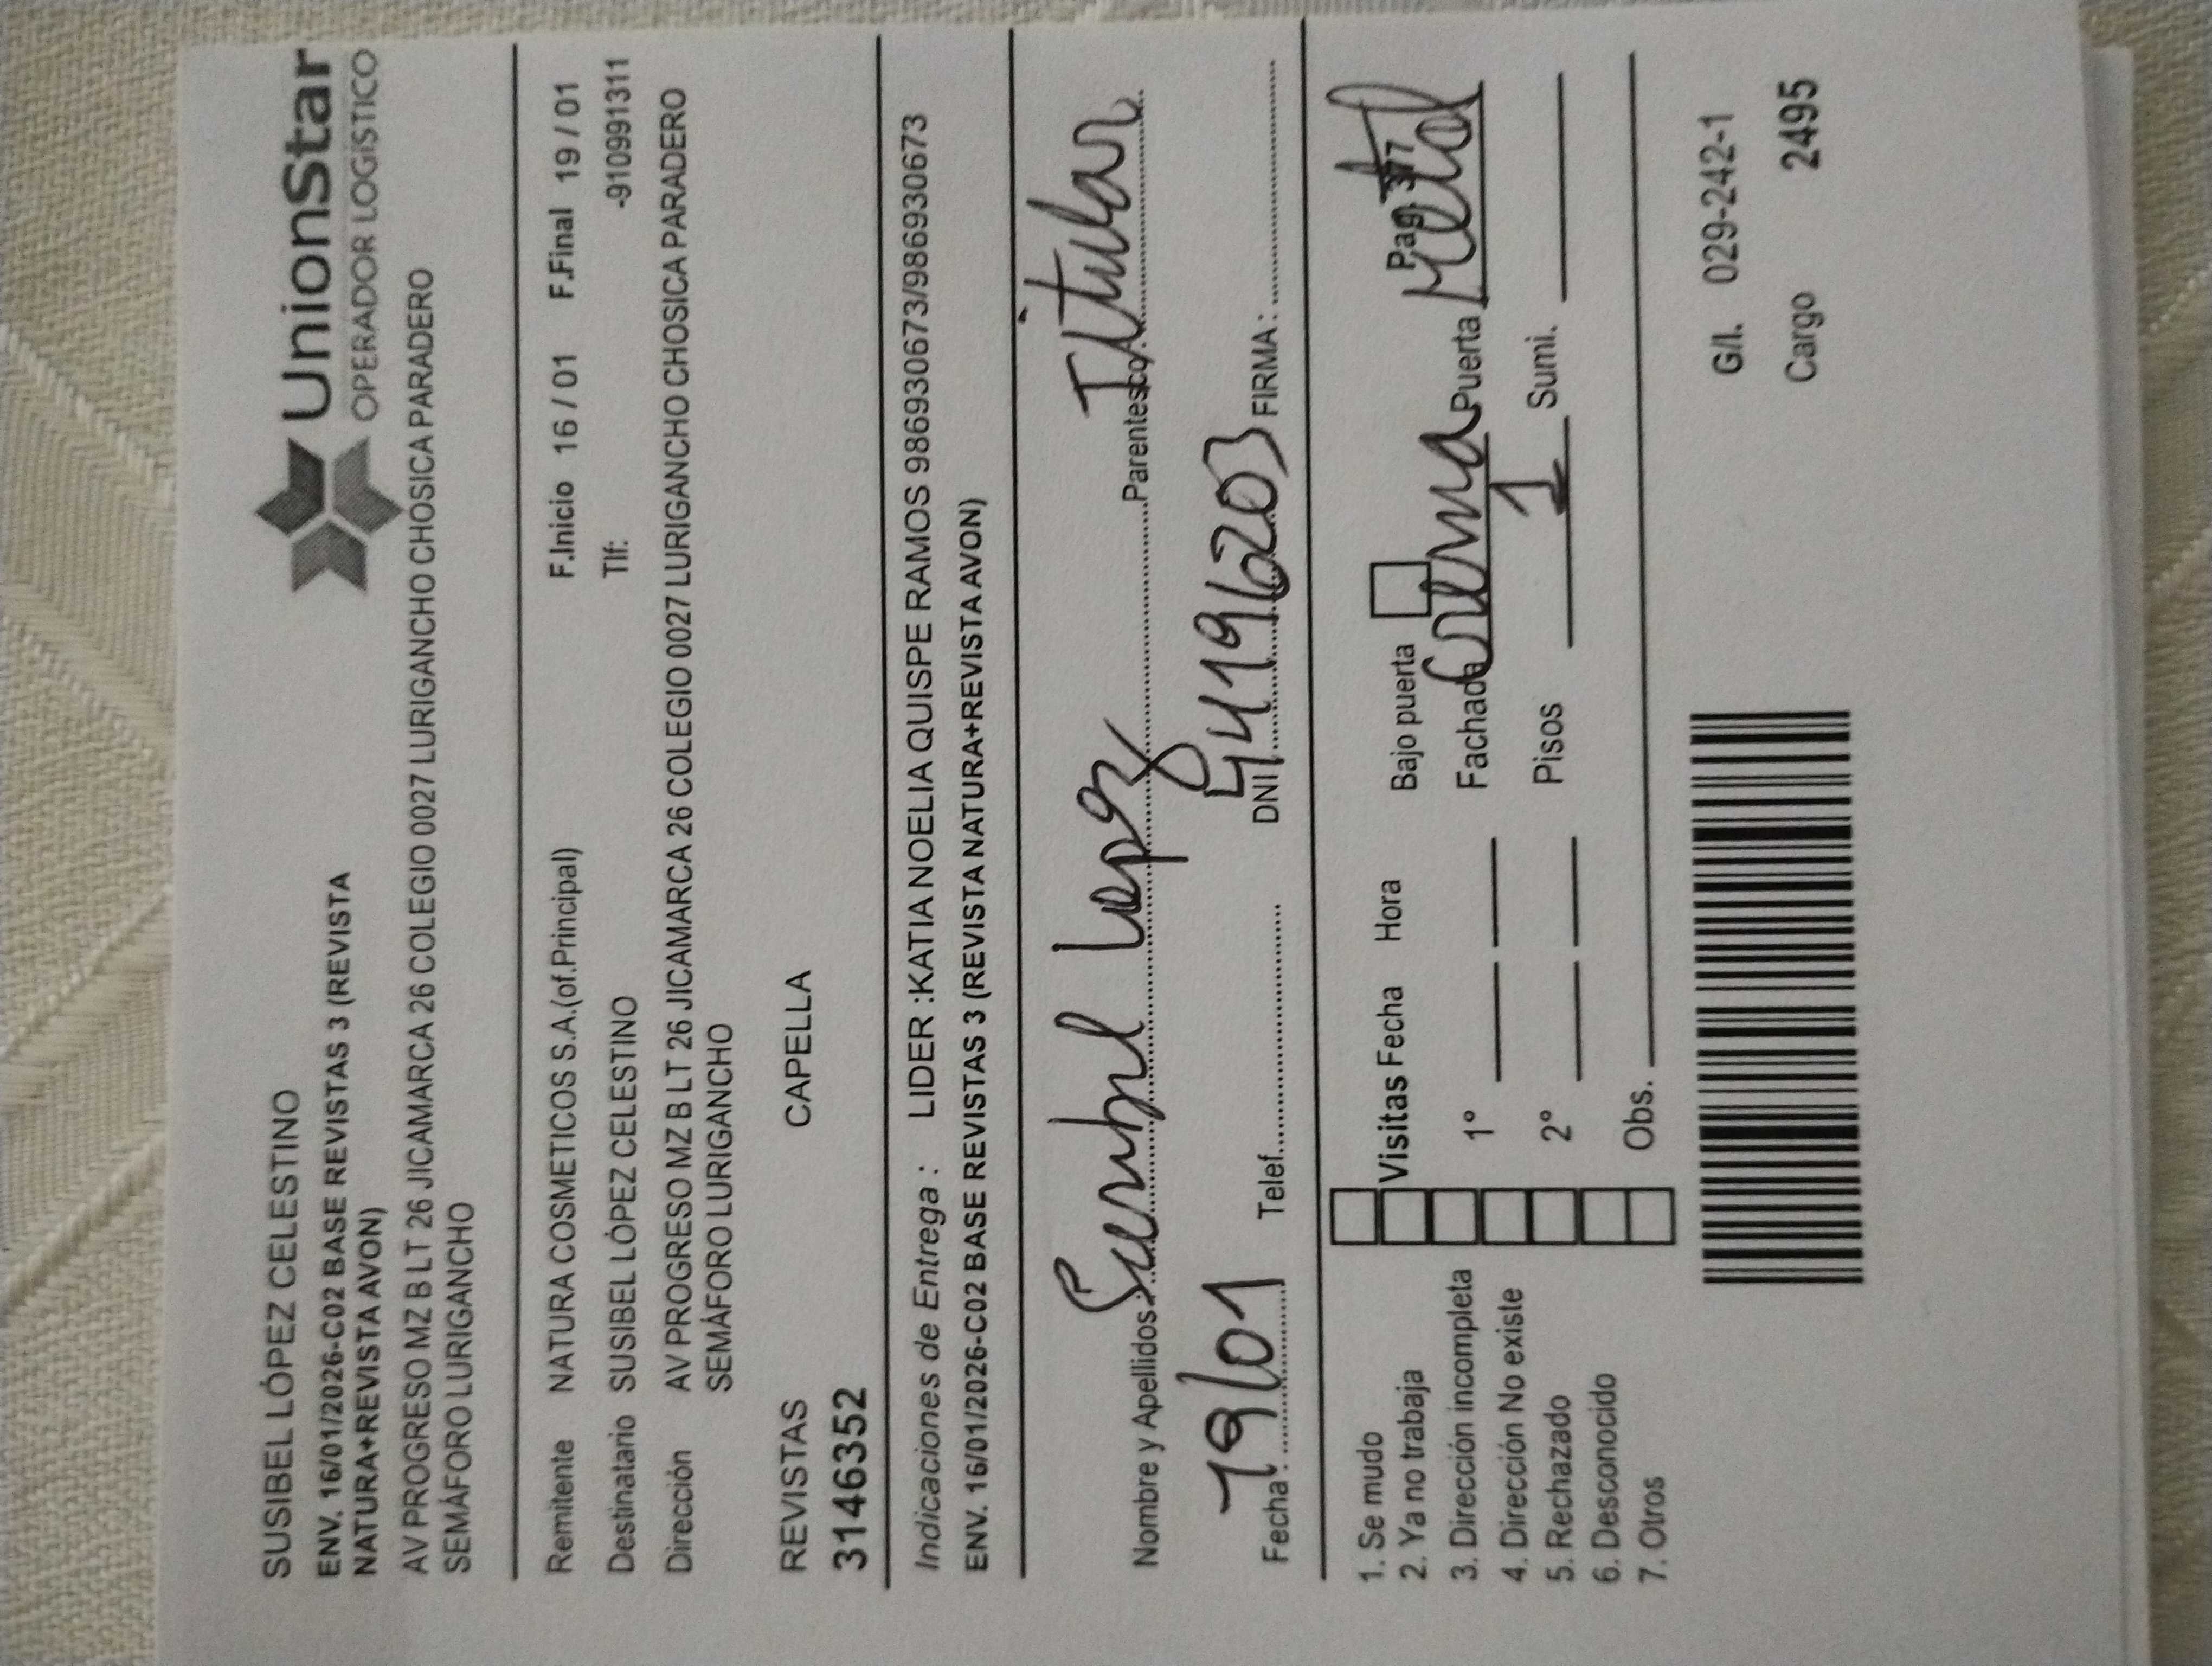 SUSIBEL LÓPEZ CELESTINO
UnionStar
OPERADOR LOGISTICO
ENV. 16/01/2026-C02 BASE REVISTAS 3 (REVISTA
NATURA+REVISTA AVON)
AV PROGRESO MZ B LT 26 JICAMARCA 26 COLEGIO 0027 LURIGANCHO CHOSICA PARADERO
SEMÁFORO LURIGANCHO
Remitente NATURA COSMETICOS S.A.(of.Principal) F.Inicio 16 / 01 F.Final 19 / 01
Destinatario SUSIBEL LÓPEZ CELESTINO Tlf: -910991311
Dirección AV PROGRESO MZ B LT 26 JICAMARCA 26 COLEGIO 0027 LURIGANCHO CHOSICA PARADERO
SEMÁFORO LURIGANCHO
REVISTAS CAPELLA
3146352
Indicaciones de Entrega : LIDER :KATIA NOELIA QUISPE RAMOS 986930673/986930673
ENV. 16/01/2026-C02 BASE REVISTAS 3 (REVISTA NATURA+REVISTA AVON)
Nombre y Apellidos: Susibel Lopez Parentesco: Titular
Fecha: 19/01 Telef. DNI 44196203 FIRMA:
1. Se mudo
2. Ya no trabaja
3. Dirección incompleta
4. Dirección No existe
5. Rechazado
6. Desconocido
7. Otros
Visitas Fecha Hora Bajo puerta Pag. 377
1° Fachada Crema Puerta Metal
2° Pisos 1 Sumi.
Obs.
G/I. 029-242-1
Cargo 2495